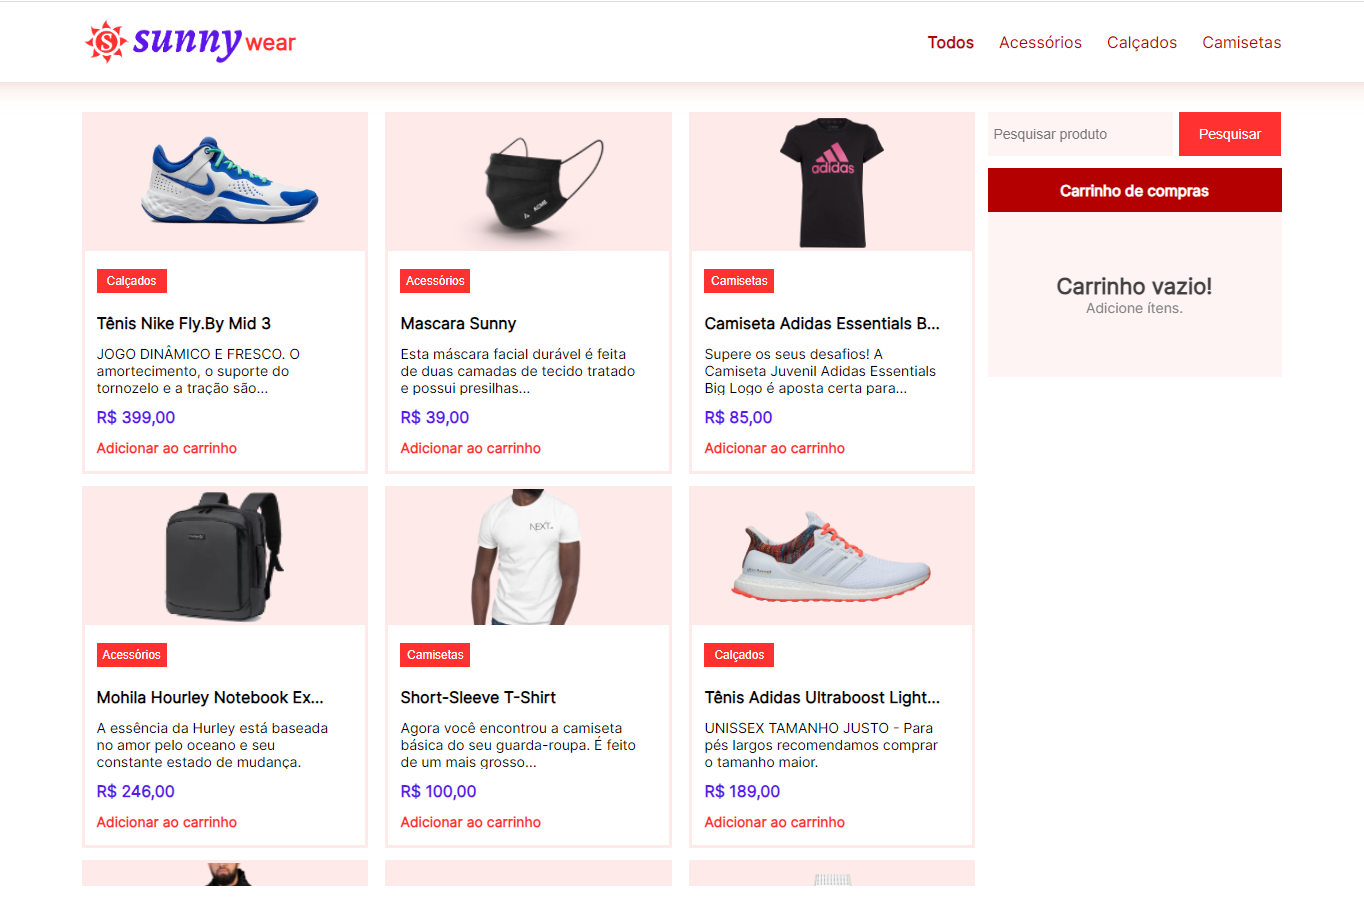 S sunny wear
Todos Acessórios Calçados Camisetas
Pesquisar produto Pesquisar
Carrinho de compras
Carrinho vazio!
Adicione ítens.
Calçados
Tênis Nike Fly.By Mid 3
JOGO DINÂMICO E FRESCO. O
amortecimento, o suporte do
tornozelo e a tração são...
R$ 399,00
Adicionar ao carrinho
ACME
Acessórios
Mascara Sunny
Esta máscara facial durável é feita
de duas camadas de tecido tratado
e possui presilhas...
R$ 39,00
Adicionar ao carrinho
adidas
Camisetas
Camiseta Adidas Essentials B...
Supere os seus desafios! A
Camiseta Juvenil Adidas Essentials
Big Logo é aposta certa para...
R$ 85,00
Adicionar ao carrinho
Acessórios
Mohila Hourley Notebook Ex...
A essência da Hurley está baseada
no amor pelo oceano e seu
constante estado de mudança.
R$ 246,00
Adicionar ao carrinho
NEXT.
Camisetas
Short-Sleeve T-Shirt
Agora você encontrou a camiseta
básica do seu guarda-roupa. É feito
de um mais grosso...
R$ 100,00
Adicionar ao carrinho
Calçados
Tênis Adidas Ultraboost Light...
UNISSEX TAMANHO JUSTO - Para
pés largos recomendamos comprar
o tamanho maior.
R$ 189,00
Adicionar ao carrinho